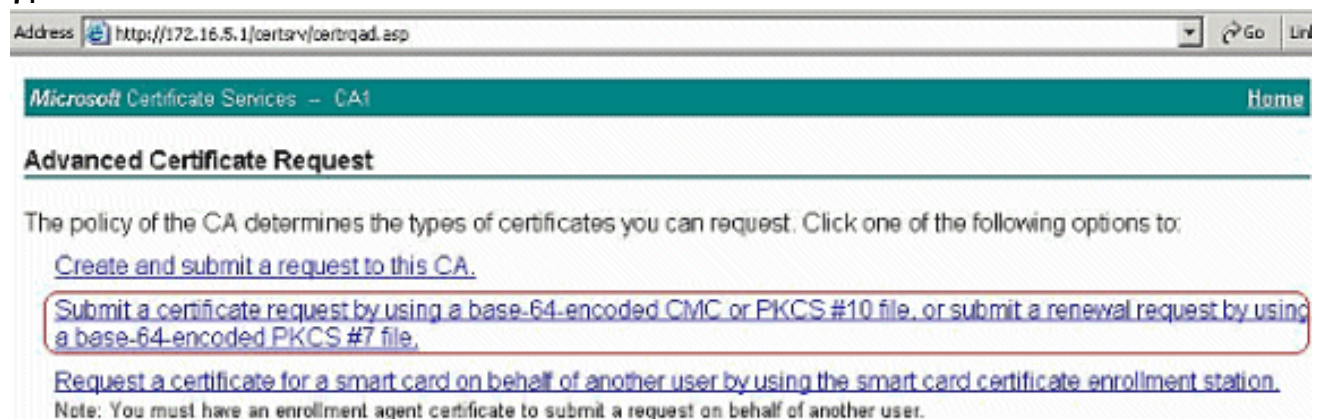 Address http://172.16.5.1/certsrv/certrqad.asp Go
Microsoft Certificate Services -- CA1 Home
Advanced Certificate Request
The policy of the CA determines the types of certificates you can request. Click one of the following options to:
Create and submit a request to this CA.
Submit a certificate request by using a base-64-encoded CMC or PKCS #10 file, or submit a renewal request by using
a base-64-encoded PKCS #7 file.
Request a certificate for a smart card on behalf of another user by using the smart card certificate enrollment station.
Note: You must have an enrollment agent certificate to submit a request on behalf of another user.